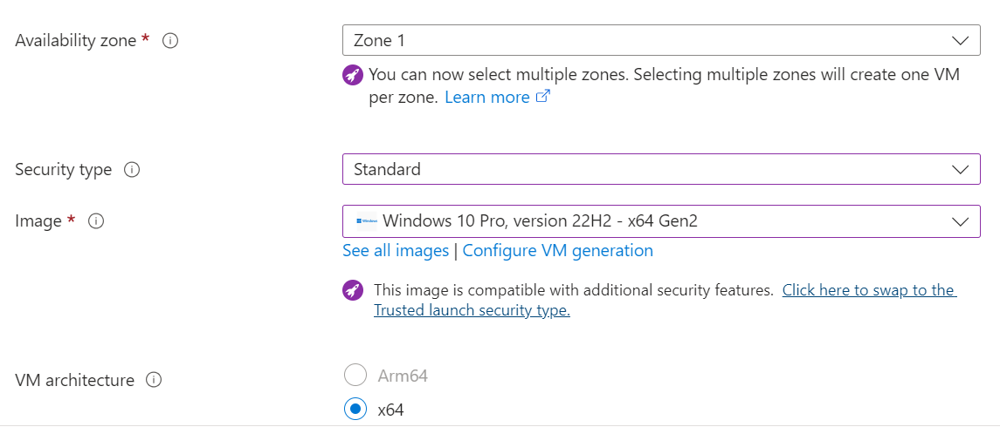 Availability zone *
Zone 1
You can now select multiple zones. Selecting multiple zones will create one VM
per zone. Learn more
Security type
Standard
Image *
Windows
Windows 10 Pro, version 22H2 - x64 Gen2
See all images | Configure VM generation
This image is compatible with additional security features. Click here to swap to the
Trusted launch security type.
VM architecture
Arm64
x64